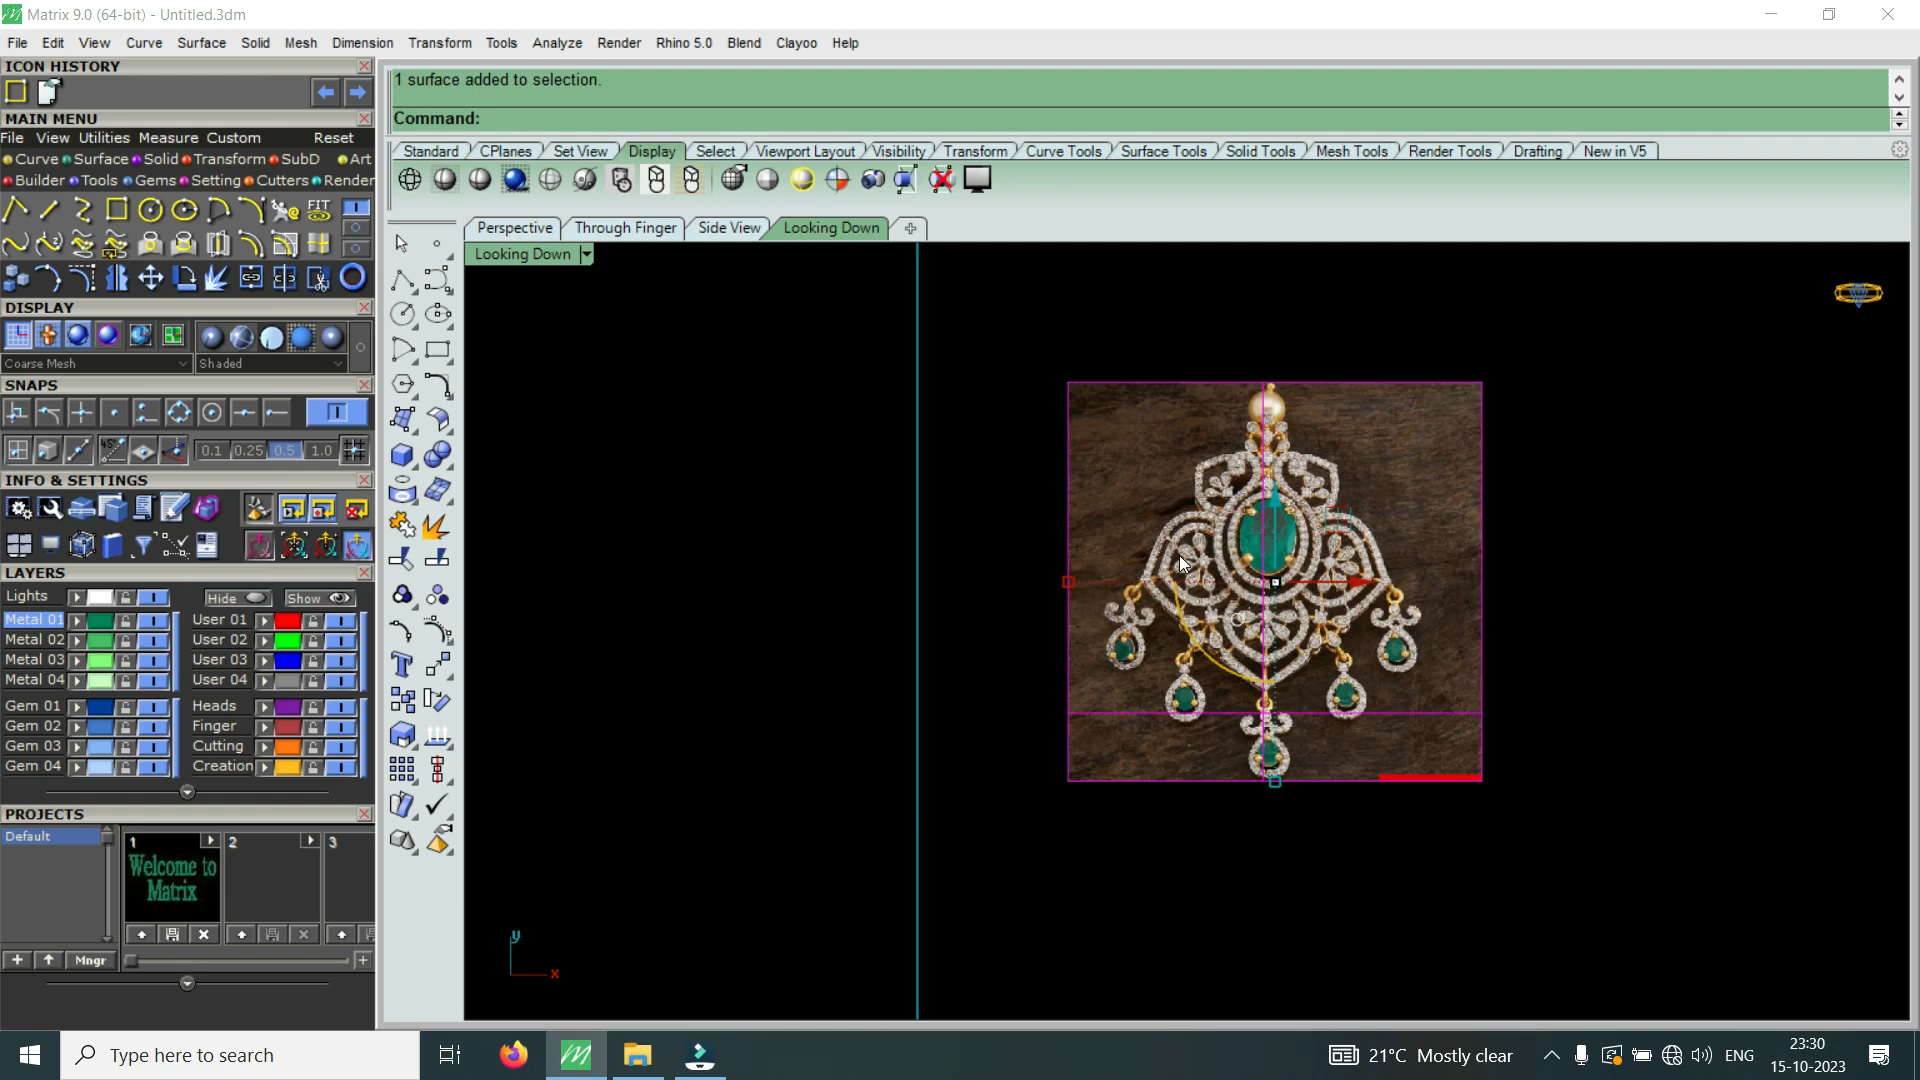 Matrix 9.0 (64-bit) - Untitled.3dm
File Edit View Curve Surface Solid Mesh Dimension Transform Tools Analyze Render Rhino 5.0 Blend Clayoo Help
ICON HISTORY
MAIN MENU
File View Utilities Measure Custom Reset
Curve Surface Solid Transform SubD Art
Builder Tools Gems Setting Cutters Render
FIT
DISPLAY
Coarse Mesh Shaded
SNAPS
0.1 0.25 0.5 1.0
INFO & SETTINGS
LAYERS
Lights Hide Show
Metal 01 User 01
Metal 02 User 02
Metal 03 User 03
Metal 04 User 04
Gem 01 Heads
Gem 02 Finger
Gem 03 Cutting
Gem 04 Creation
PROJECTS
Default
1 2 3
Welcome to
Matrix
Mngr
1 surface added to selection.
Command:
Standard CPlanes Set View Display Select Viewport Layout Visibility Transform Curve Tools Surface Tools Solid Tools Mesh Tools Render Tools Drafting New in V5
Perspective Through Finger Side View Looking Down
Looking Down
y
x
Type here to search
21°C Mostly clear
ENG
23:30
15-10-2023